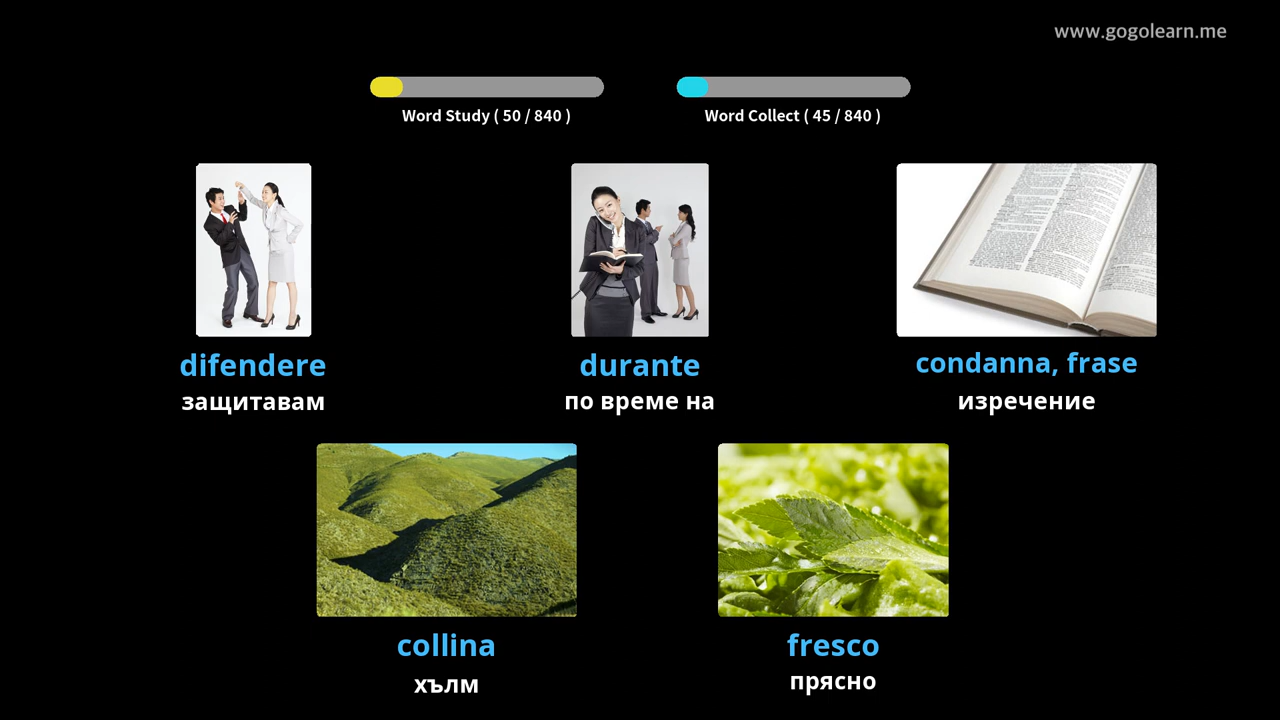 www.gogolearn.me
Word Study ( 50 / 840 )
Word Collect ( 45 / 840 )
difendere
защитавам
durante
по време на
condanna, frase
изречение
collina
хълм
fresco
прясно